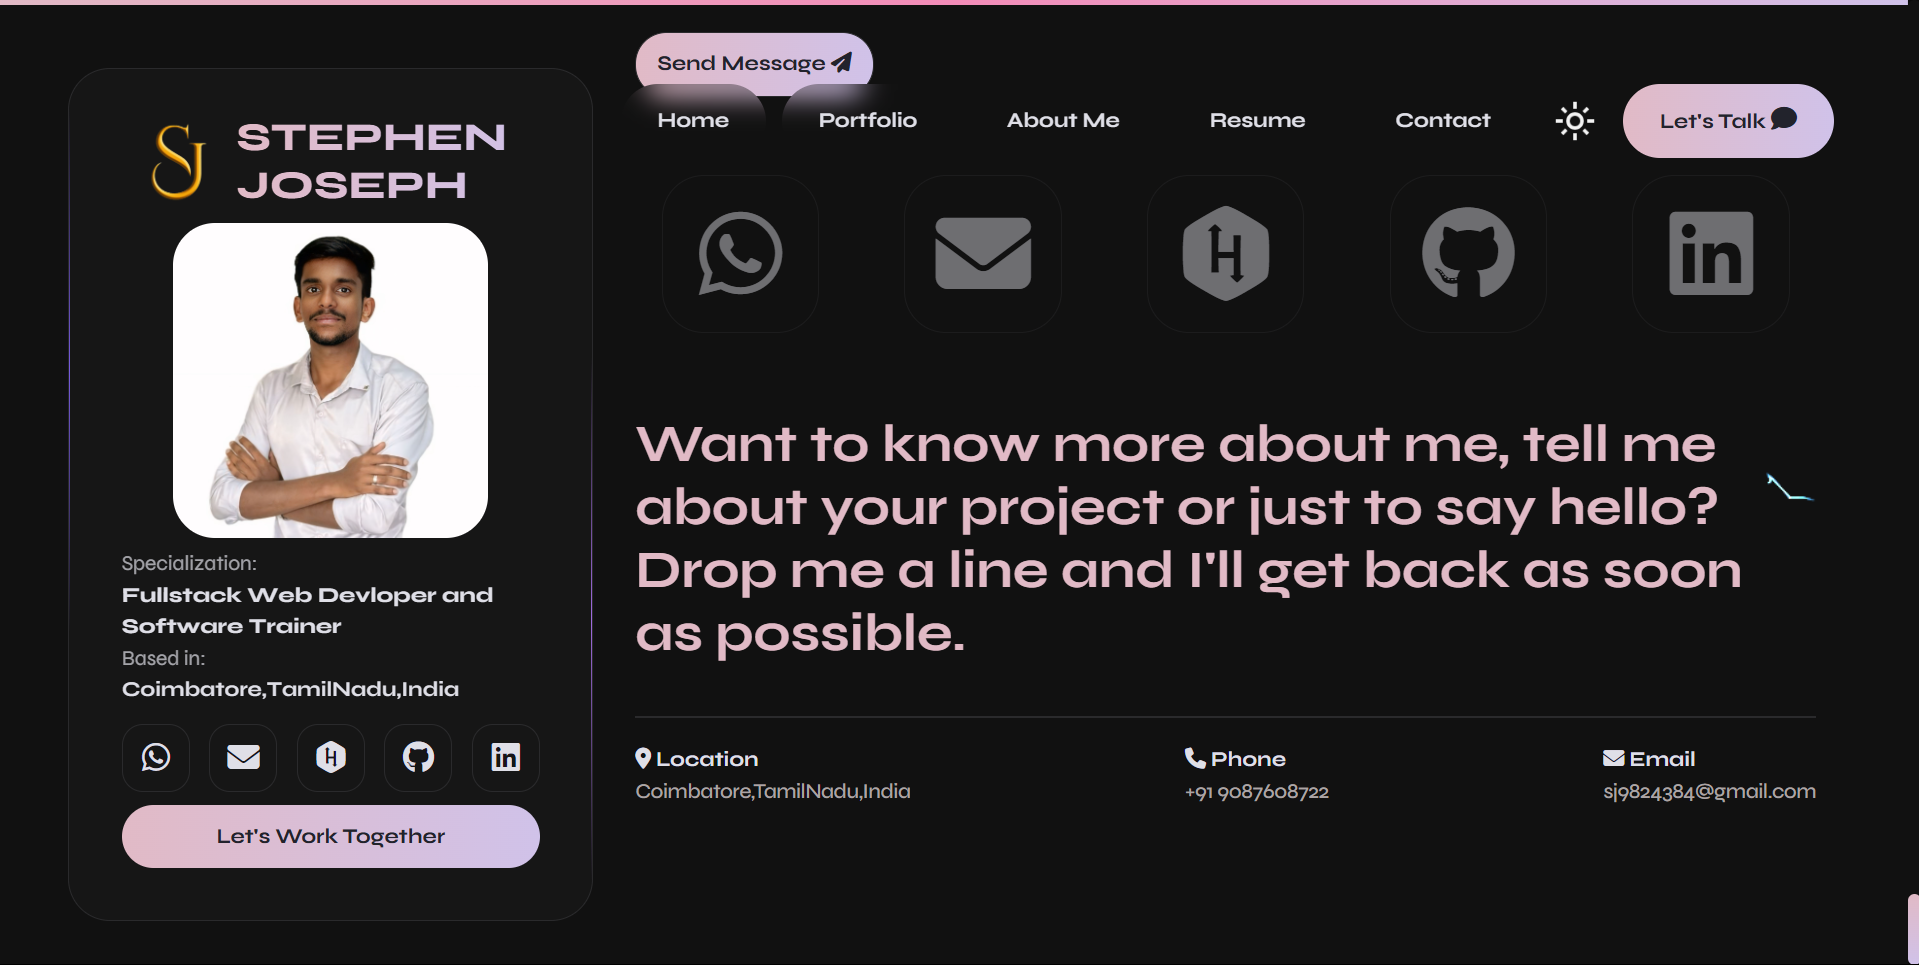 Send Message
Home Portfolio About Me Resume Contact Let's Talk
SJ STEPHEN
JOSEPH
Specialization:
Fullstack Web Devloper and
Software Trainer
Based in:
Coimbatore,TamilNadu,India
Let's Work Together
Want to know more about me, tell me
about your project or just to say hello?
Drop me a line and I'll get back as soon
as possible.
Location
Coimbatore,TamilNadu,India
Phone
+91 9087608722
Email
sj9824384@gmail.com